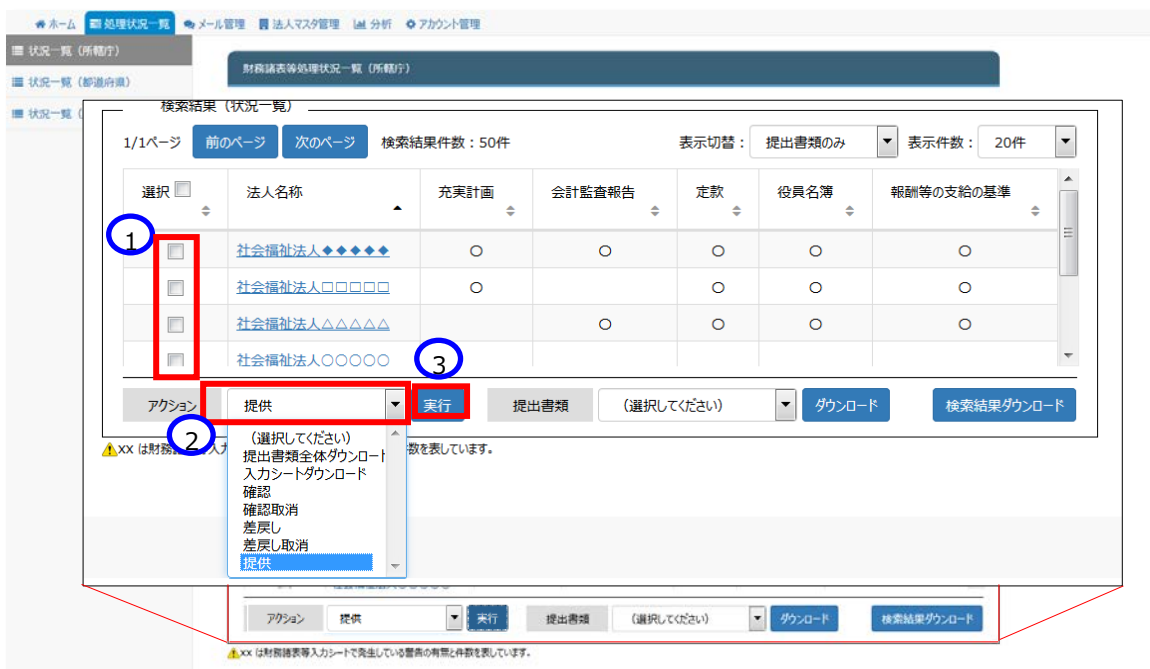 ホーム 処理状況一覧 メール管理 法人マスタ管理 分析 アカウント管理
状況一覧（所轄庁）
財務諸表等処理状況一覧（所轄庁）
状況一覧（都道府県）
状況一覧（
検索結果（状況一覧）
1/1ページ 前のページ 次のページ 検索結果件数：50件 表示切替： 提出書類のみ 表示件数： 20件
選択 法人名称 充実計画 会計監査報告 定款 役員名簿 報酬等の支給の基準
1
社会福祉法人◆◆◆◆◆ ○ ○ ○ ○ ○
社会福祉法人□□□□□ ○ ○ ○ ○
社会福祉法人△△△△△ ○ ○ ○ ○
社会福祉法人○○○○○
3
アクション 提供 実行 提出書類 （選択してください） ダウンロード 検索結果ダウンロード
2
xx は財務 入力 数を表しています。
（選択してください）
提出書類全体ダウンロード
入力シートダウンロード
確認
確認取消
差戻し
差戻し取消
提供
アクション 提供 実行 提出書類 （選択してください） ダウンロード 検索結果ダウンロード
xx は財務諸表等入力シートで発生している警告の有無と件数を表しています。